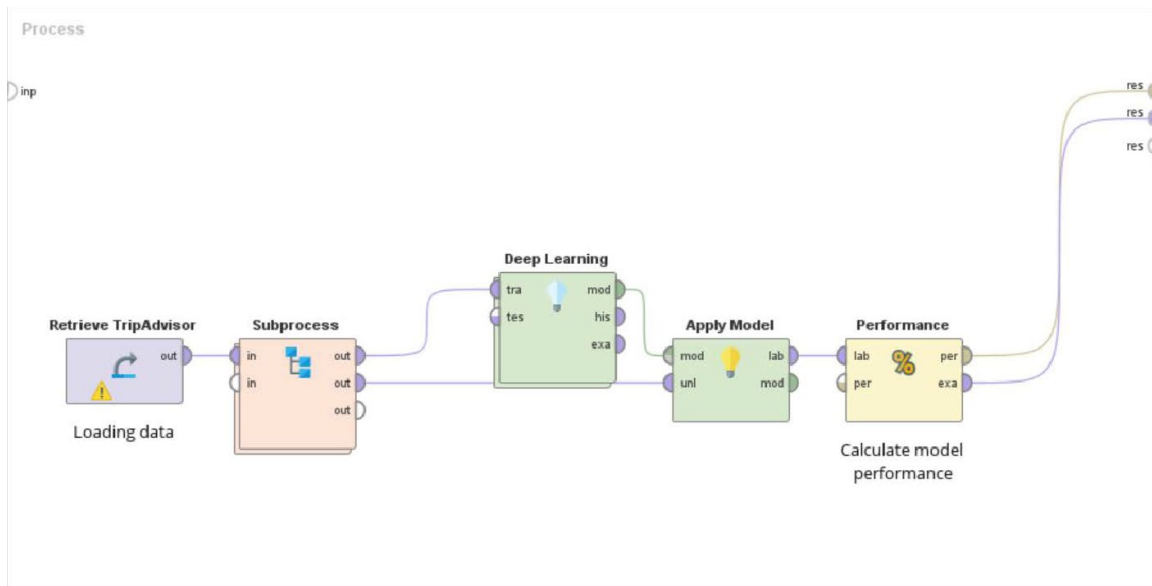 Process
inp
res
res
res
Deep Learning
tra mod
tes his
exa
Retrieve TripAdvisor
out
Loading data
Subprocess
in out
in out
out
Apply Model
mod lab
unl mod
Performance
% 
lab per
per exa
Calculate model
performance